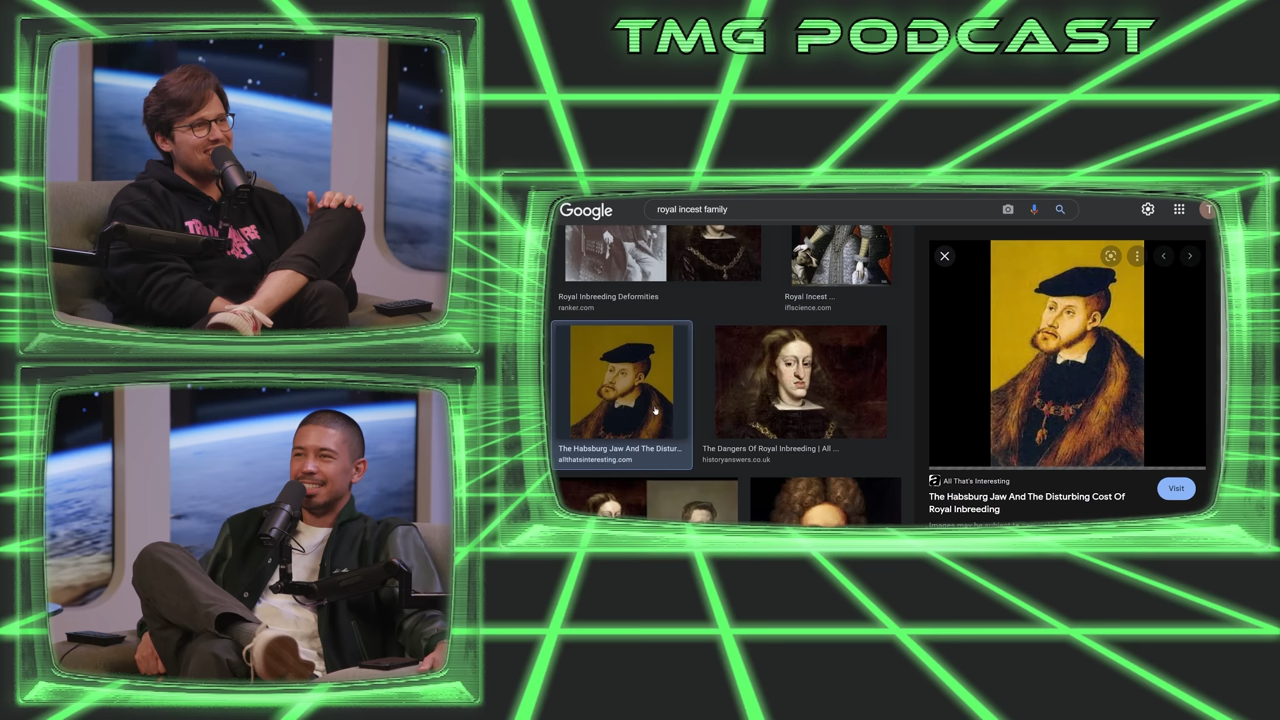 TMG PODCAST
Google
royal incest family
T
Royal Inbreeding Deformities
ranker.com
Royal Incest ...
iflscience.com
The Habsburg Jaw And The Distur...
allthatsinteresting.com
The Dangers Of Royal Inbreeding | All ...
historyanswers.co.uk
All That's Interesting
The Habsburg Jaw And The Disturbing Cost Of
Royal Inbreeding
Visit